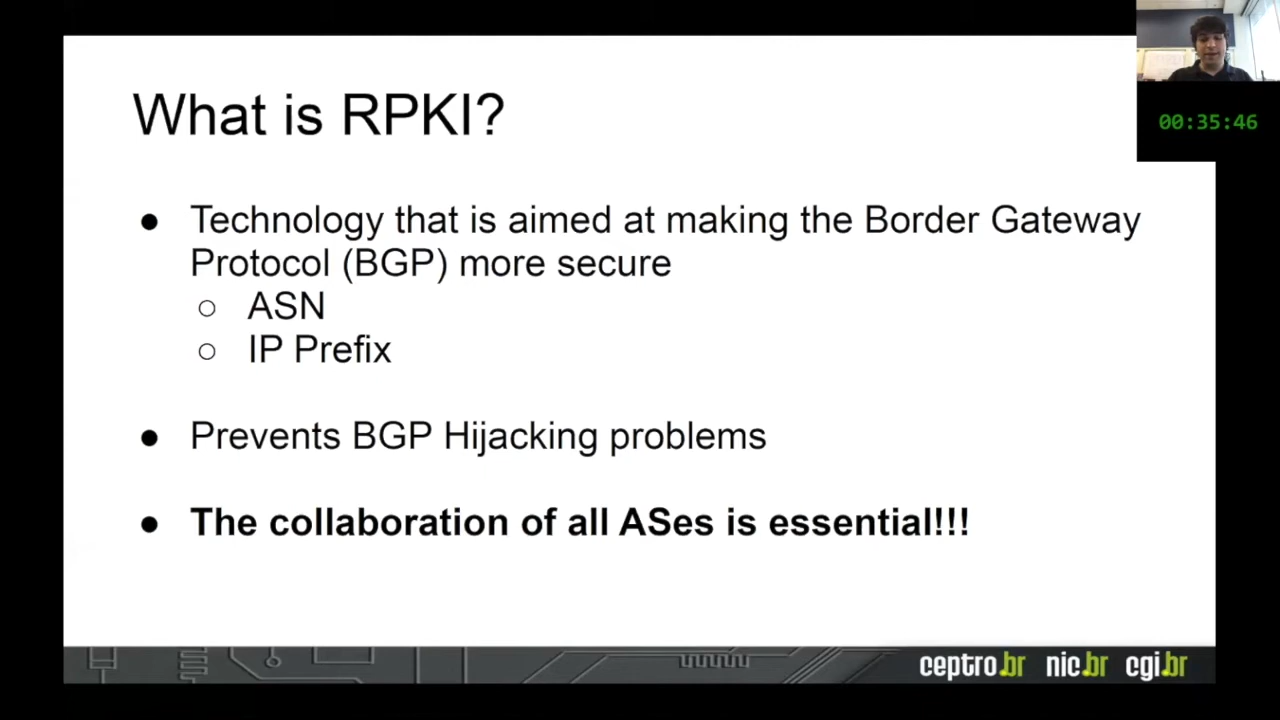 What is RPKI?
00:35:46
● Technology that is aimed at making the Border Gateway
Protocol (BGP) more secure
○ ASN
○ IP Prefix
● Prevents BGP Hijacking problems
● The collaboration of all ASes is essential!!!
ceptro.br nic.br cgi.br